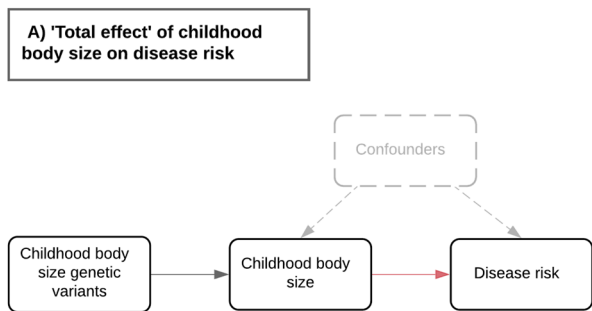 A) 'Total effect' of childhood
body size on disease risk
Confounders
Childhood body
size genetic
variants
Childhood body
size
Disease risk